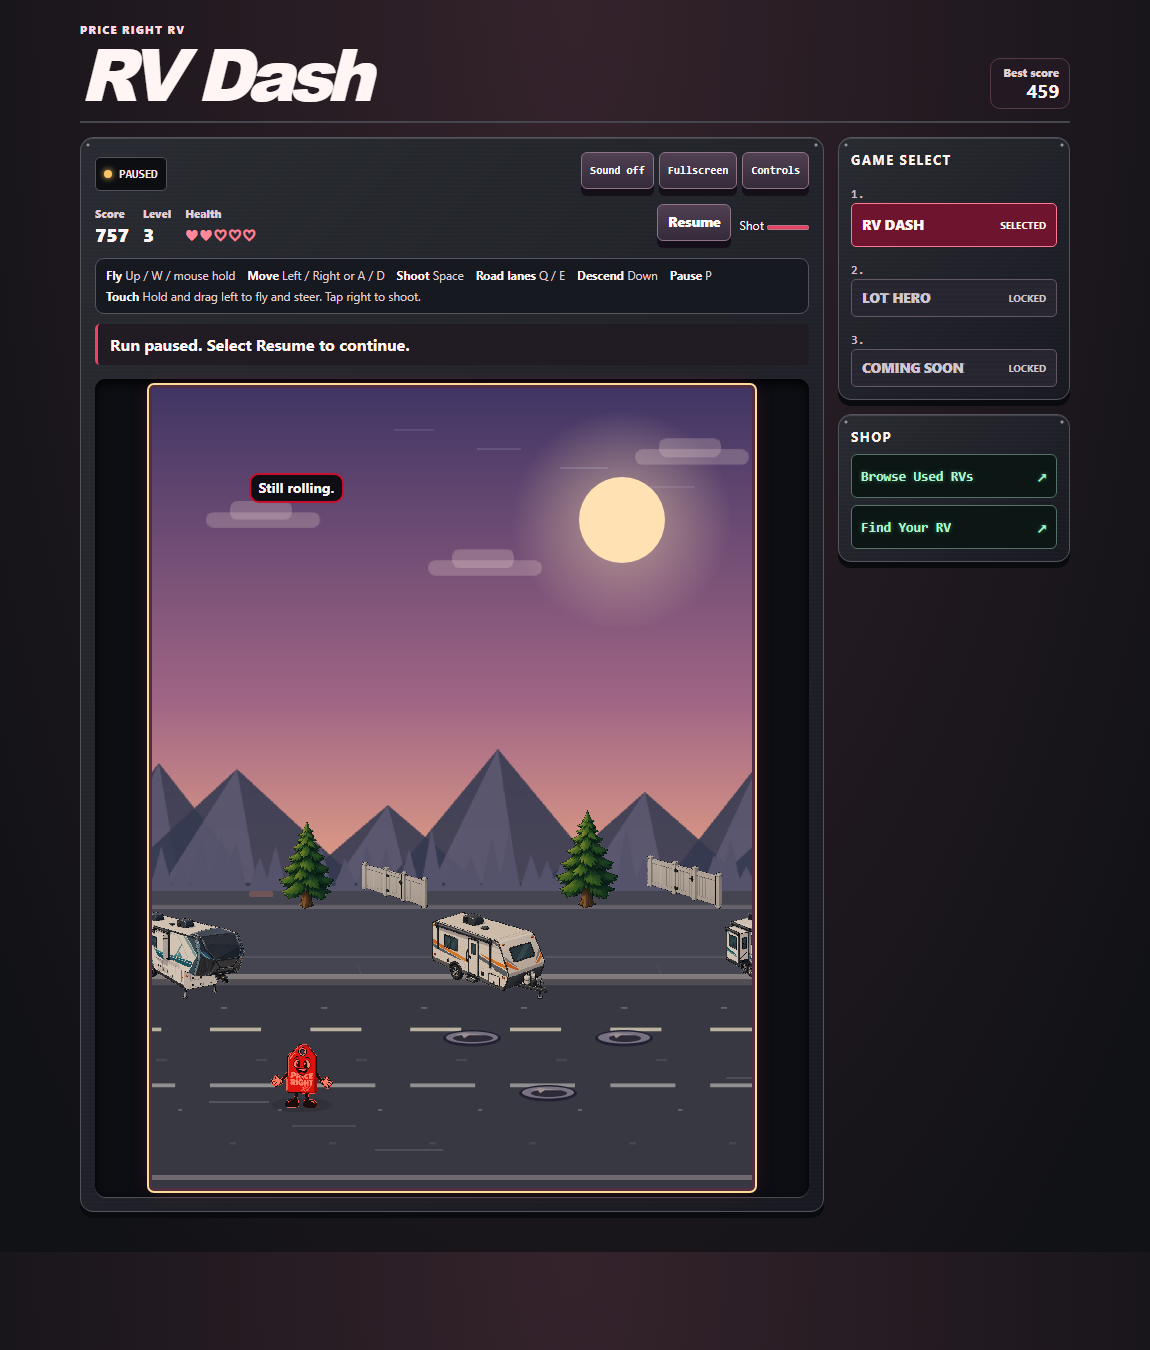 PRICE RIGHT RV
RV Dash
Best score
459
PAUSED
Sound off
Fullscreen
Controls
Score
757
Level
3
Health
Resume
Shot
Fly Up / W / mouse hold Move Left / Right or A / D Shoot Space Road lanes Q / E Descend Down Pause P
Touch Hold and drag left to fly and steer. Tap right to shoot.
Run paused. Select Resume to continue.
Still rolling.
PRICE
RIGHT
GAME SELECT
1.
RV DASH SELECTED
2.
LOT HERO LOCKED
3.
COMING SOON LOCKED
SHOP
Browse Used RVs ↗
Find Your RV ↗